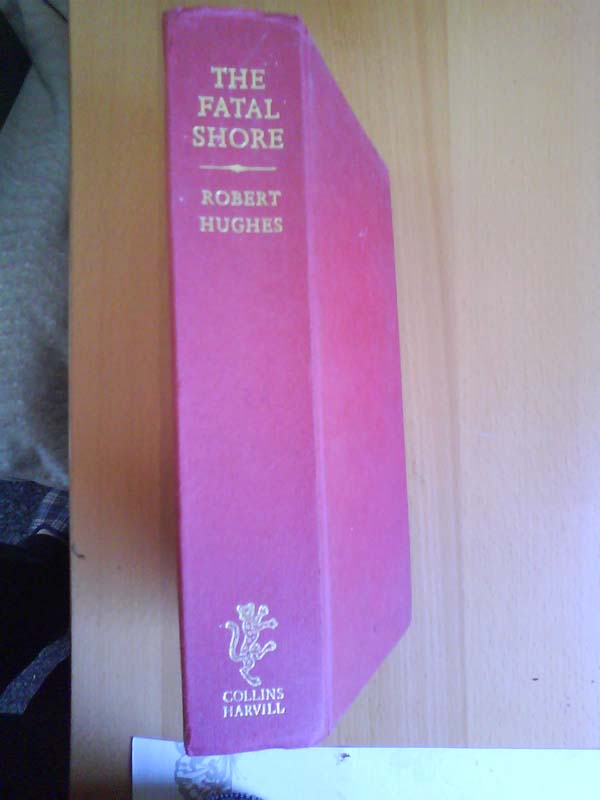 THE
FATAL
SHORE
ROBERT
HUGHES
COLLINS
HARVILL